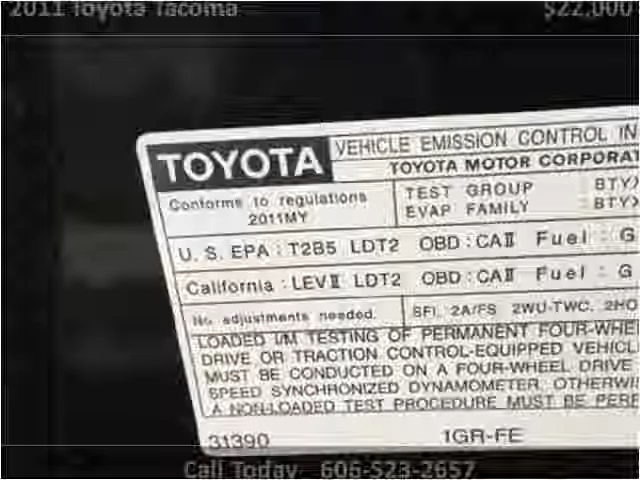 2011 Toyota Tacoma $22,000
TOYOTA VEHICLE EMISSION CONTROL IN
TOYOTA MOTOR CORPORAT
Conforms to regulations
2011MY
TEST GROUP : BTYX
EVAP FAMILY : BTYX
U. S. EPA : T2B5 LDT2 OBD : CAⅡ Fuel : G
California : LEVⅡ LDT2 OBD : CAⅡ Fuel : G
No adjustments needed. SFI, 2A/FS, 2WU-TWC, 2HO
LOADED I/M TESTING OF PERMANENT FOUR-WHEE
DRIVE OR TRACTION CONTROL-EQUIPPED VEHICL
MUST BE CONDUCTED ON A FOUR-WHEEL DRIVE
SPEED SYNCHRONIZED DYNAMOMETER. OTHERWI
A NON-LOADED TEST PROCEDURE MUST BE PERF
31390 1GR-FE
Call Today 606-523-2657